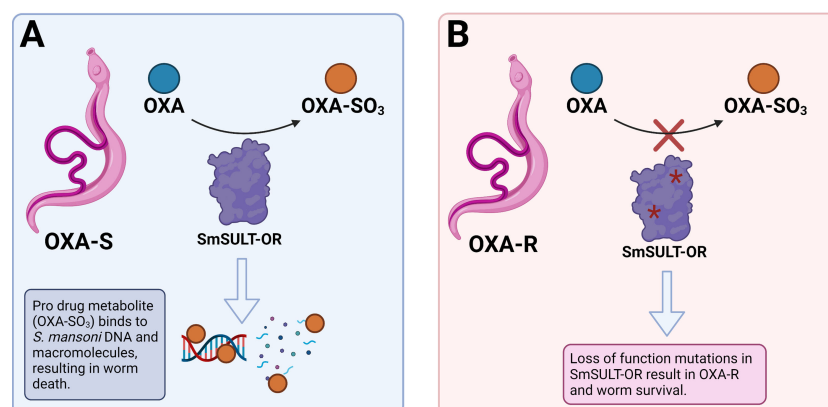 A
OXA
OXA-SO₃
OXA-S
SmSULT-OR
Pro drug metabolite
(OXA-SO₃) binds to
S. mansoni DNA and
macromolecules,
resulting in worm
death.
B
OXA
OXA-SO₃
OXA-R
* *
SmSULT-OR
Loss of function mutations in
SmSULT-OR result in OXA-R
and worm survival.